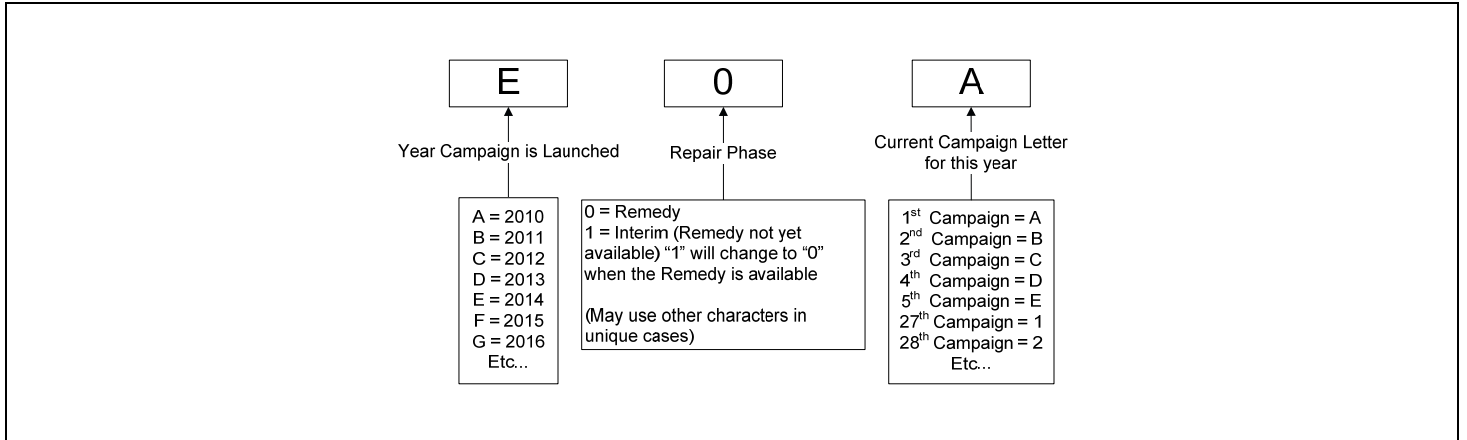 E
0
A
Year Campaign is Launched
Repair Phase
Current Campaign Letter
for this year
A = 2010
B = 2011
C = 2012
D = 2013
E = 2014
F = 2015
G = 2016
Etc...
0 = Remedy
1 = Interim (Remedy not yet
available) “1” will change to “0”
when the Remedy is available
(May use other characters in
unique cases)
1st Campaign = A
2nd Campaign = B
3rd Campaign = C
4th Campaign = D
5th Campaign = E
27th Campaign = 1
28th Campaign = 2
Etc...